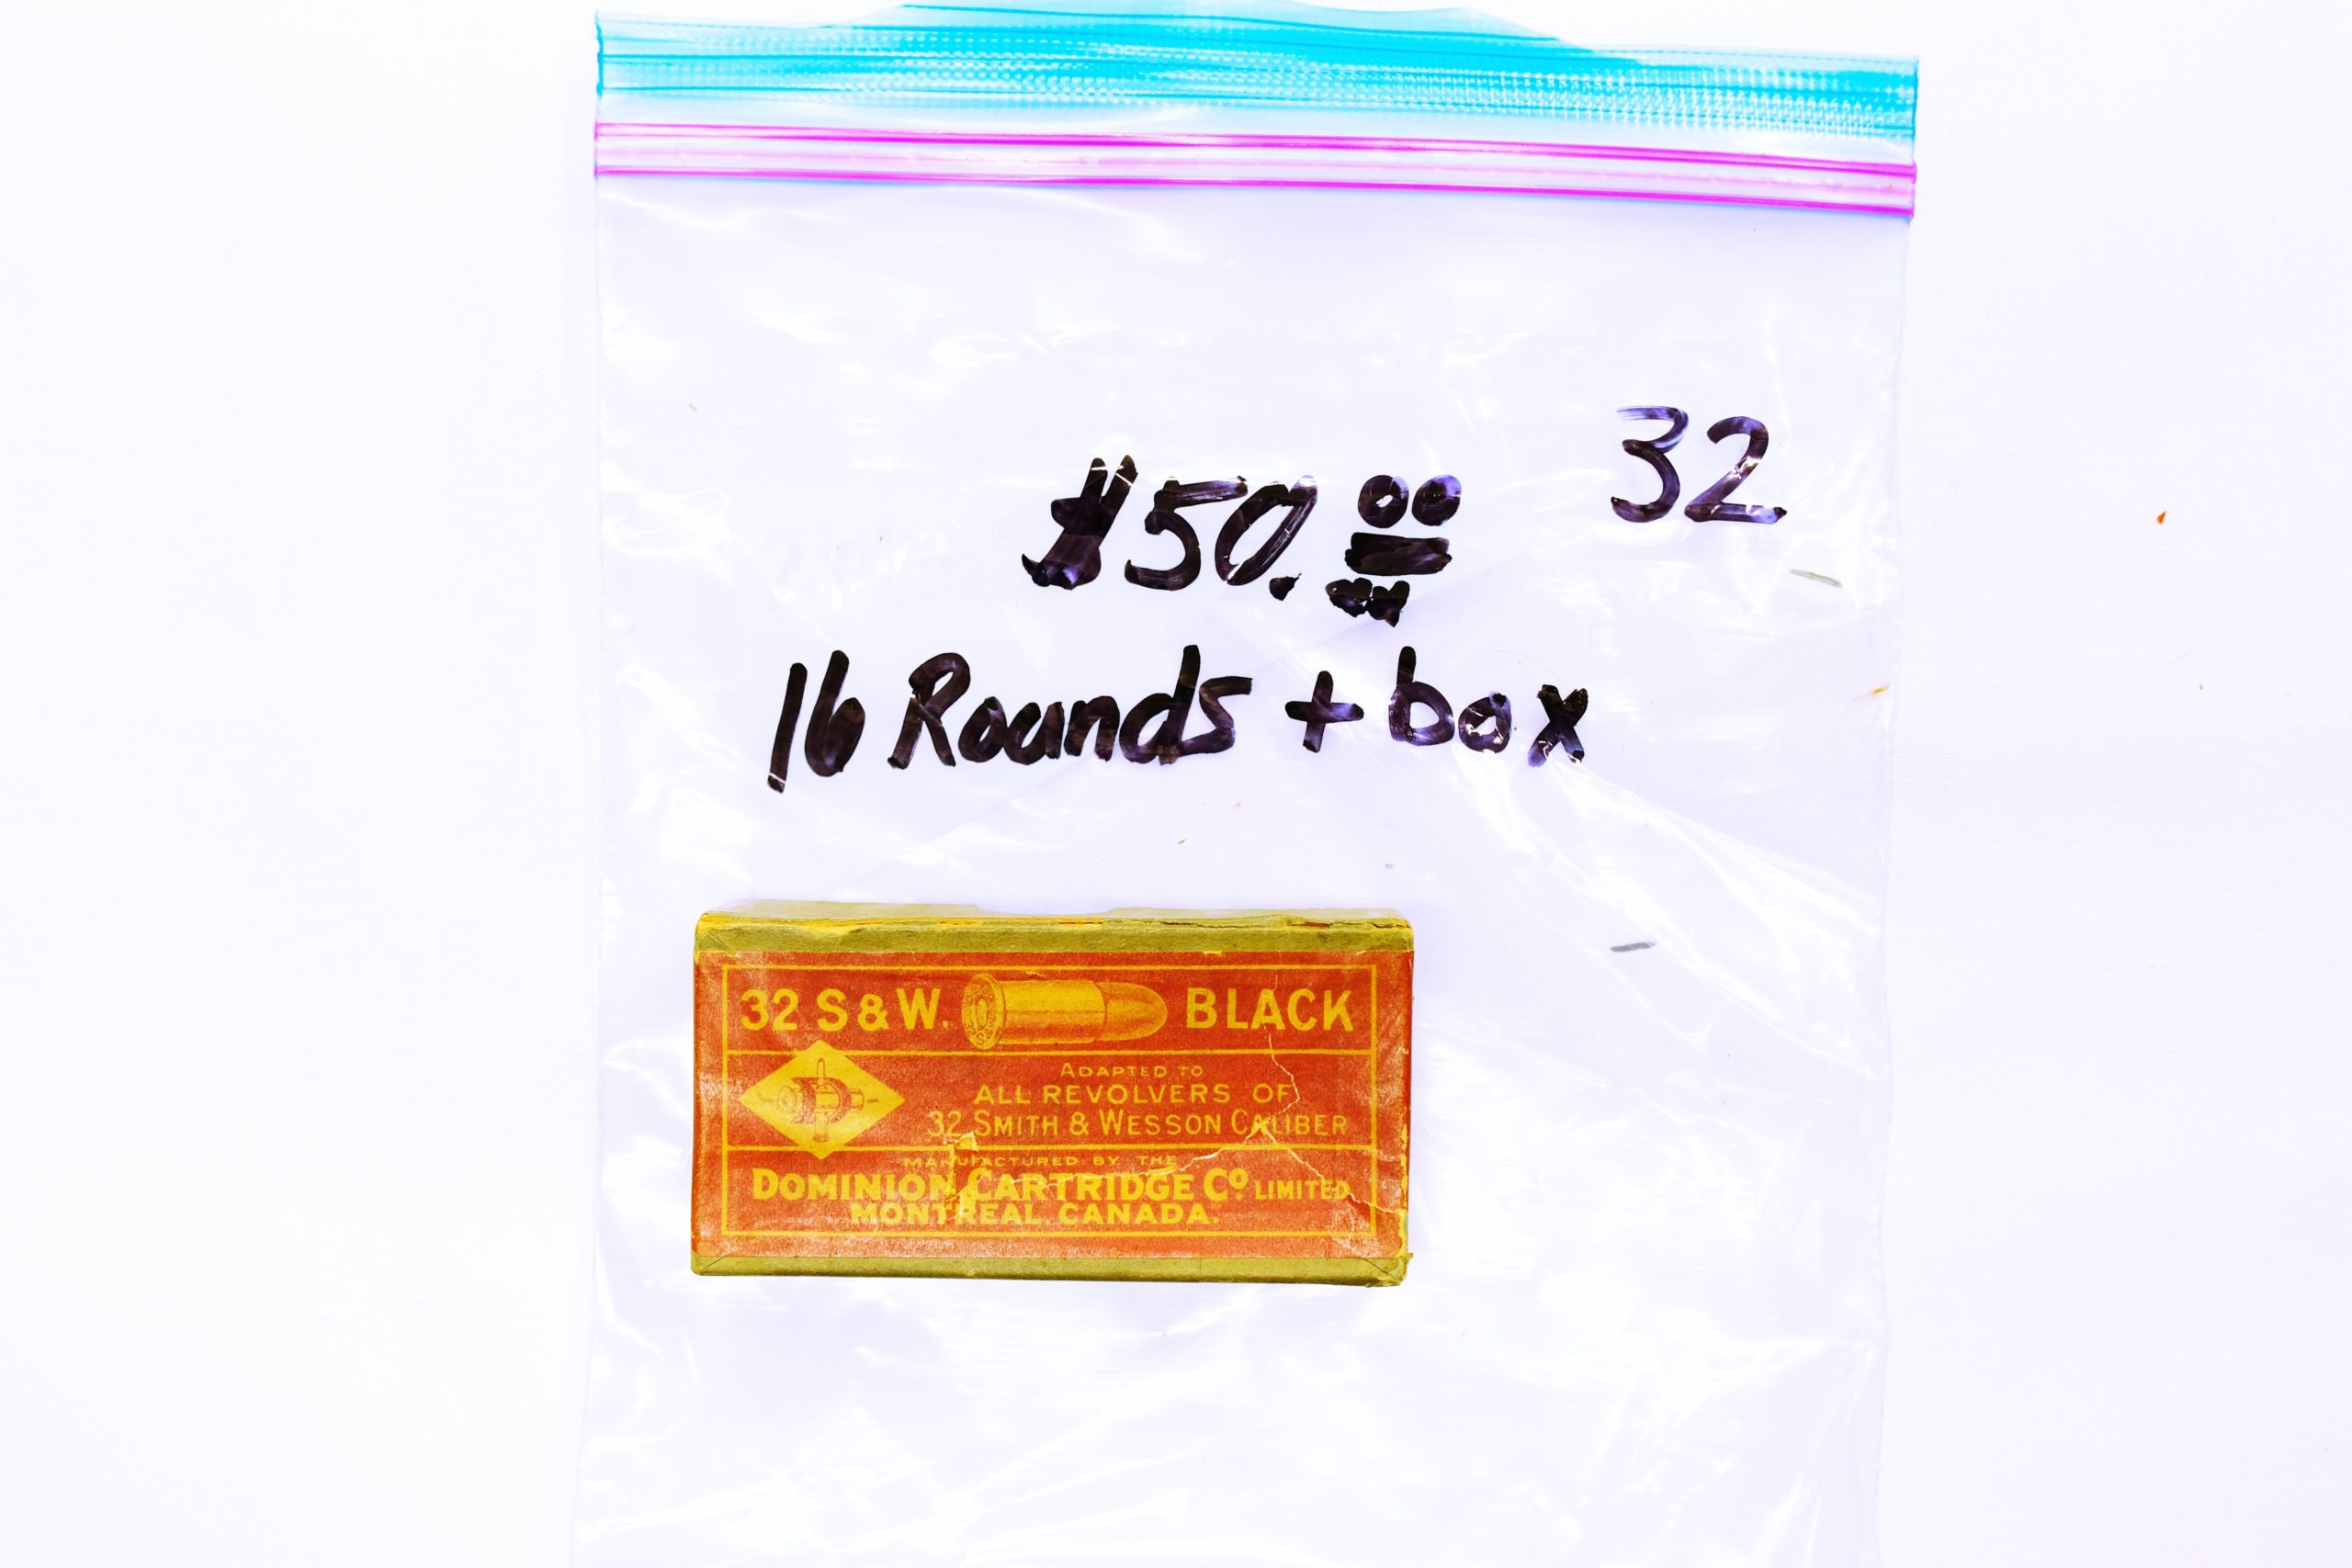 32
$50.00
16 Rounds + box
32 S & W. BLACK
ADAPTED TO
ALL REVOLVERS OF
32 SMITH & WESSON CALIBER
MANUFACTURED BY THE
DOMINION CARTRIDGE CO. LIMITED
MONTREAL, CANADA.